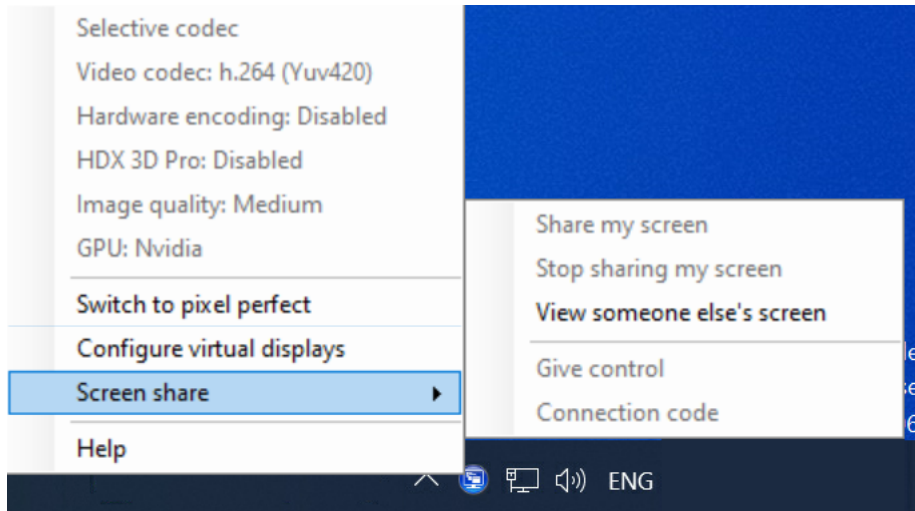 Selective codec
Video codec: h.264 (Yuv420)
Hardware encoding: Disabled
HDX 3D Pro: Disabled
Image quality: Medium
GPU: Nvidia
Switch to pixel perfect
Configure virtual displays
Screen share
Help
Share my screen
Stop sharing my screen
View someone else's screen
Give control
Connection code
ENG